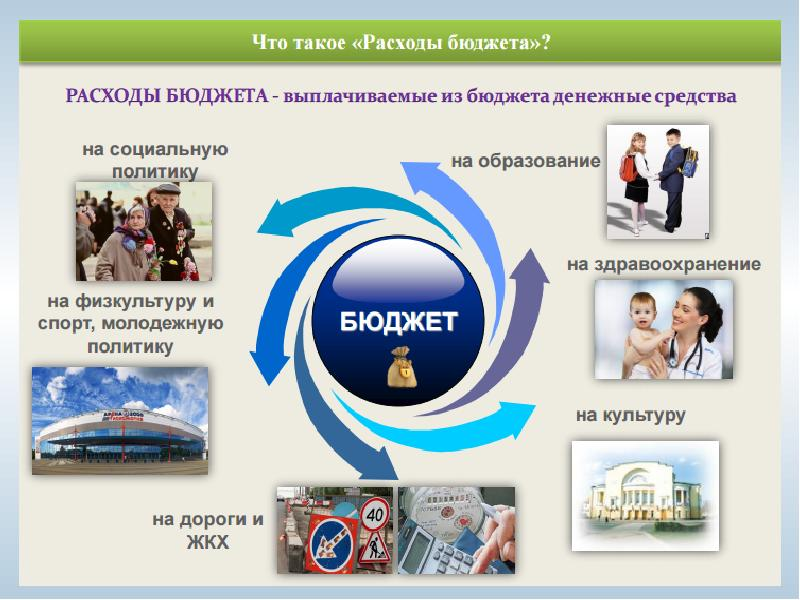 Что такое «Расходы бюджета»?
РАСХОДЫ БЮДЖЕТА - выплачиваемые из бюджета денежные средства
на социальную
политику
на образование
на здравоохранение
на физкультуру и
спорт, молодежную
политику
БЮДЖЕТ
на культуру
на дороги и
ЖКХ
40